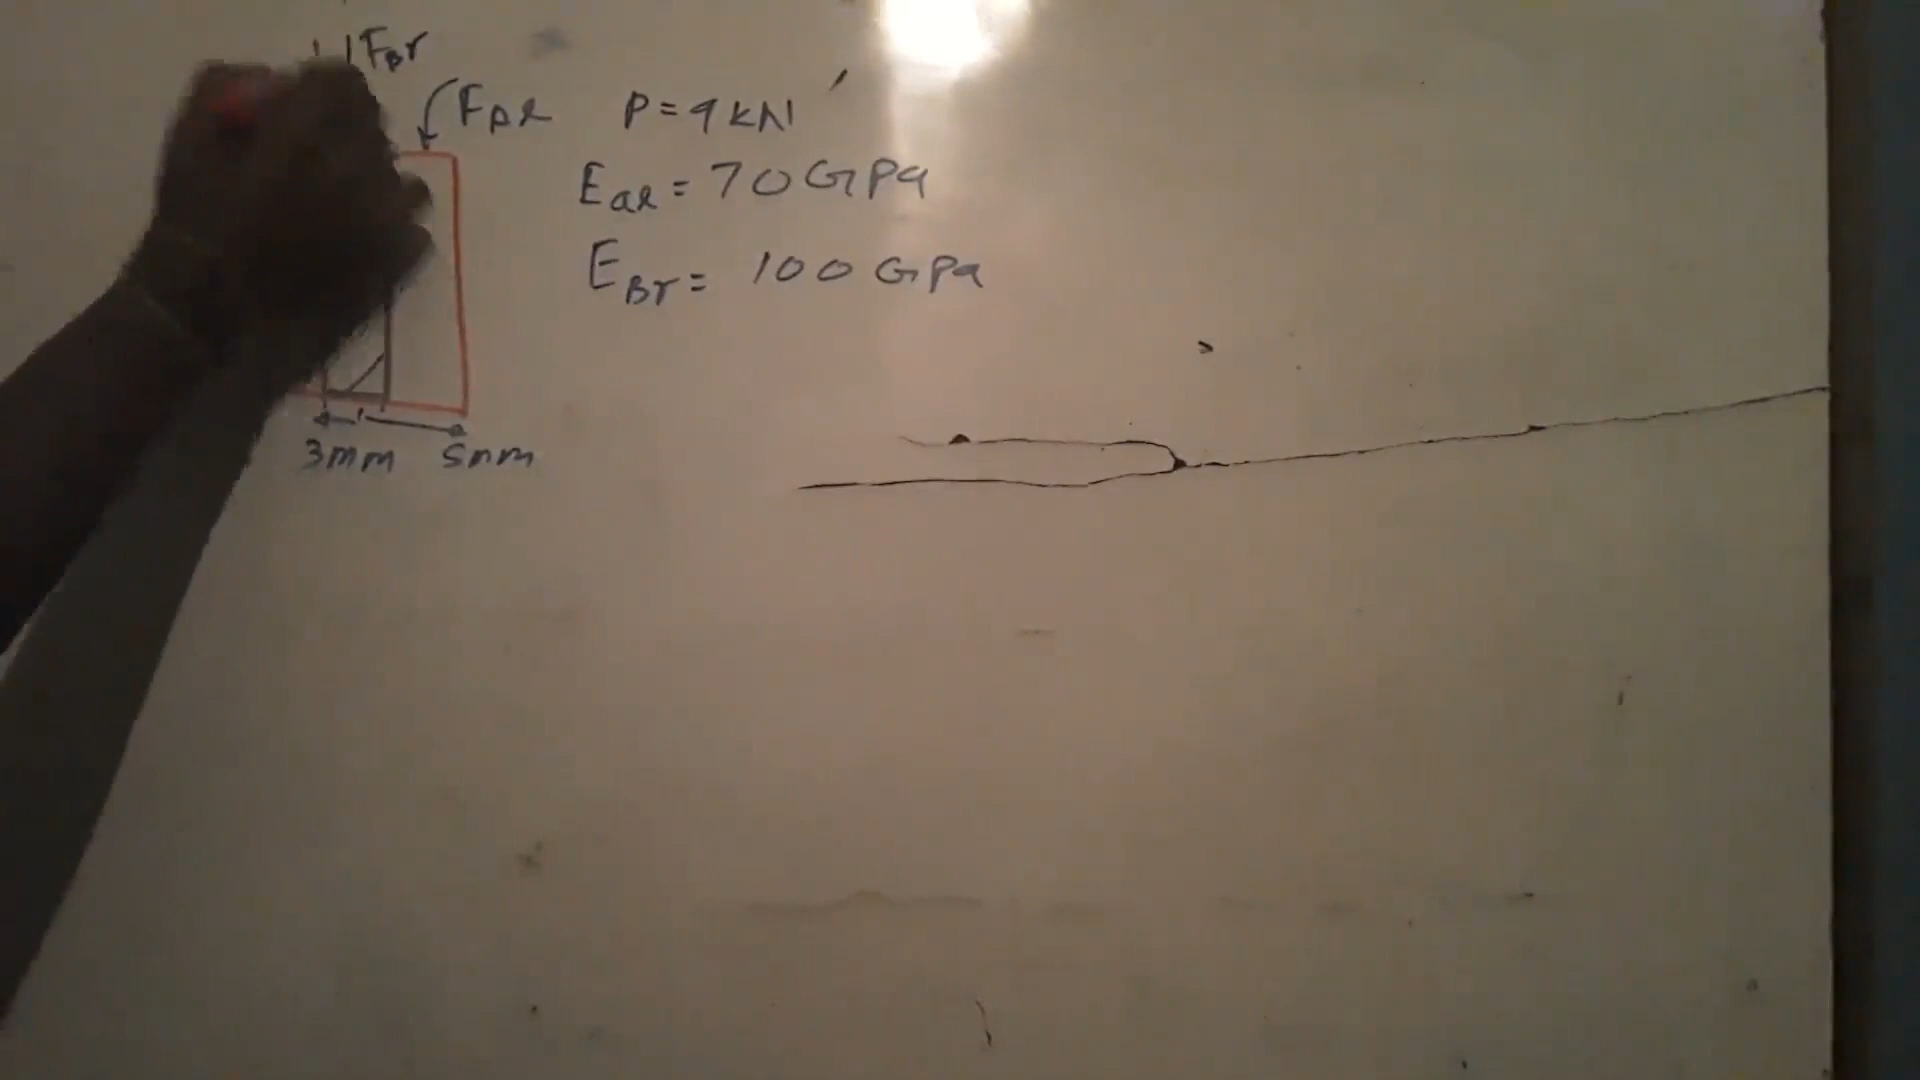 FBr
FAl P = 9 KN
Eal = 70 GPa
EBr = 100 GPa
3mm 5mm